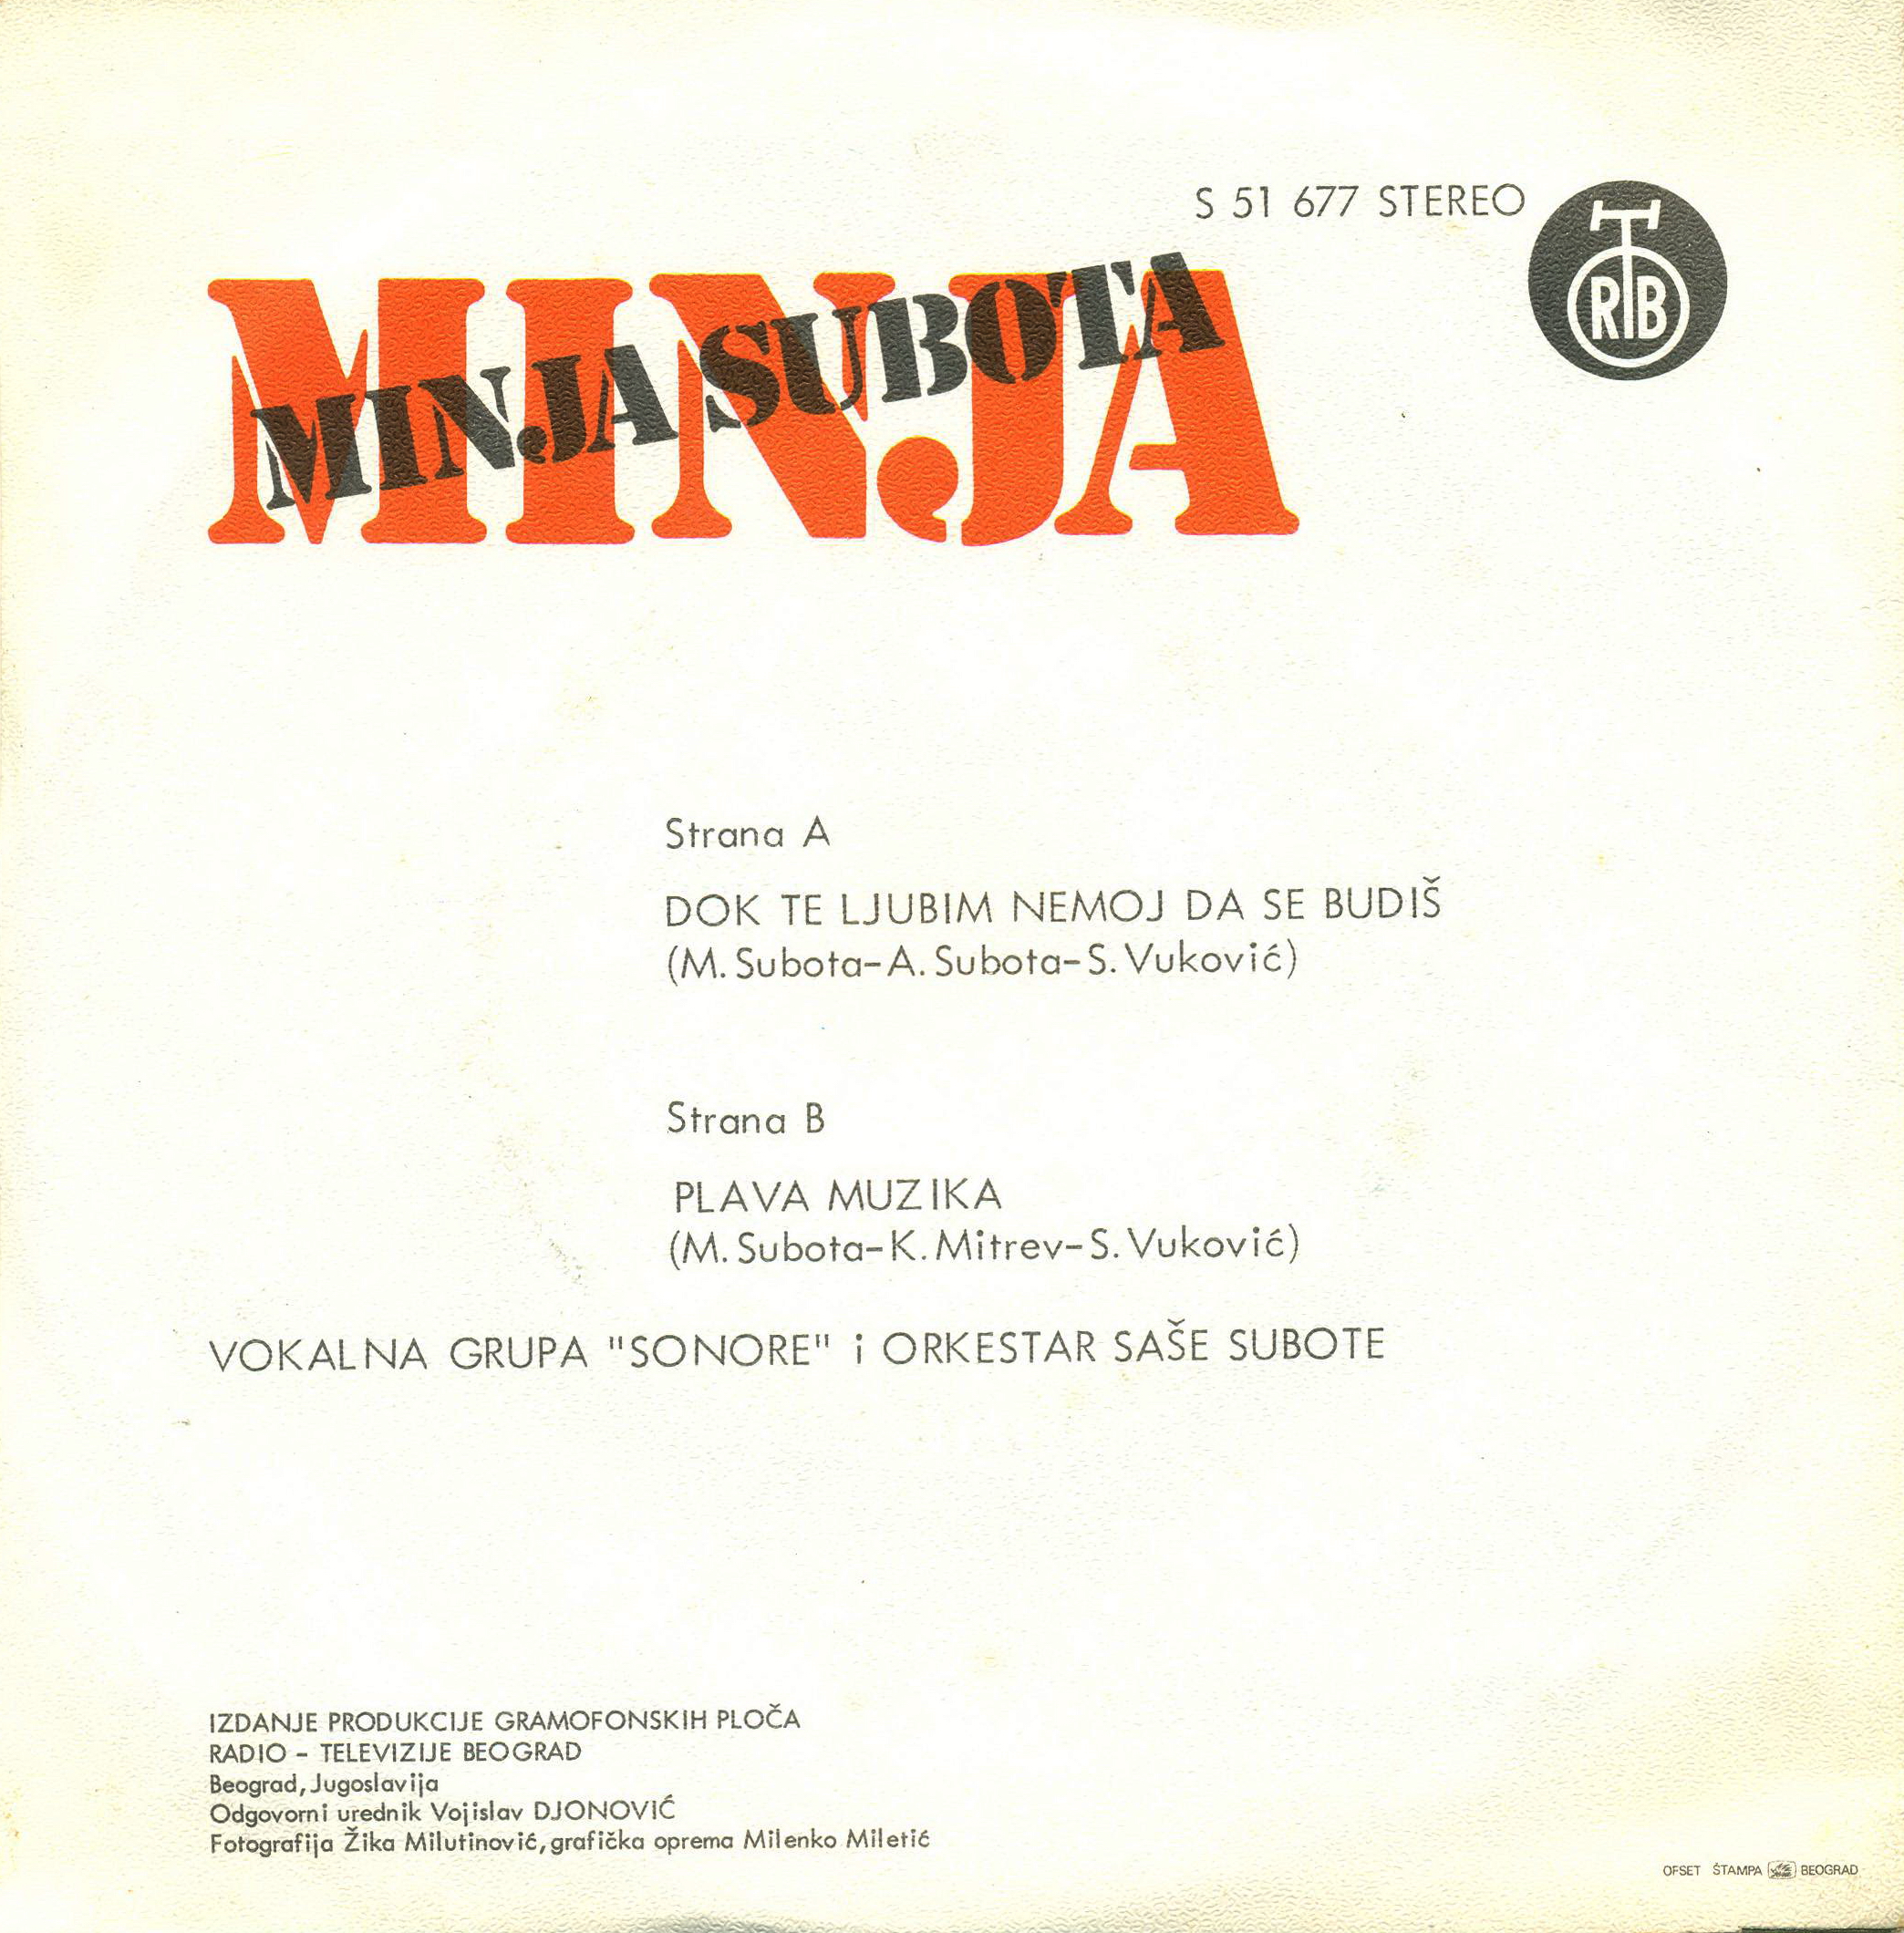 S 51 677 STEREO
RTB
MINJA
MINJA SUBOTA
Strana A
DOK TE LJUBIM NEMOJ DA SE BUDIŠ
(M. Subota-A. Subota-S. Vuković)
Strana B
PLAVA MUZIKA
(M. Subota-K. Mitrev-S. Vuković)
VOKALNA GRUPA "SONORE" i ORKESTAR SAŠE SUBOTE
IZDANJE PRODUKCIJE GRAMOFONSKIH PLOČA
RADIO - TELEVIZIJE BEOGRAD
Beograd, Jugoslavija
Odgovorni urednik Vojislav DJONOVIĆ
Fotografija Žika Milutinović, grafička oprema Milenko Miletić
OFSET ŠTAMPA BEOGRAD